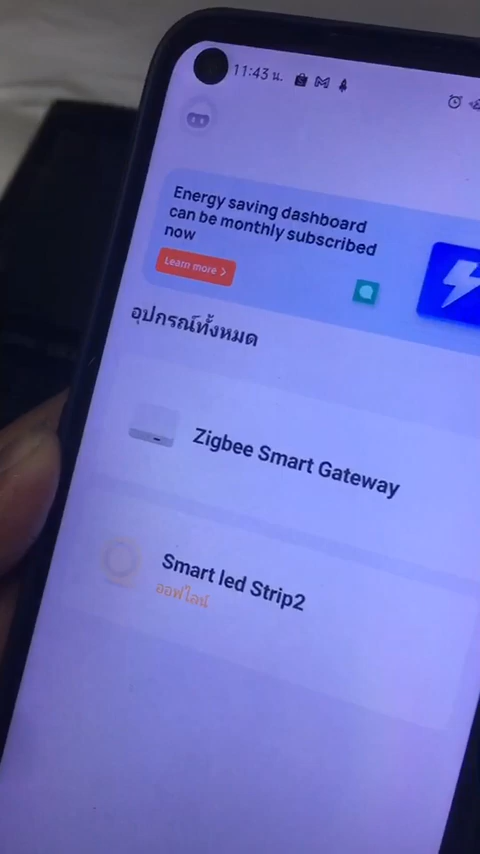 11:43 น.
Energy saving dashboard
can be monthly subscribed
now
Learn more >
อุปกรณ์ทั้งหมด
Zigbee Smart Gateway
Smart led Strip2
ออฟไลน์